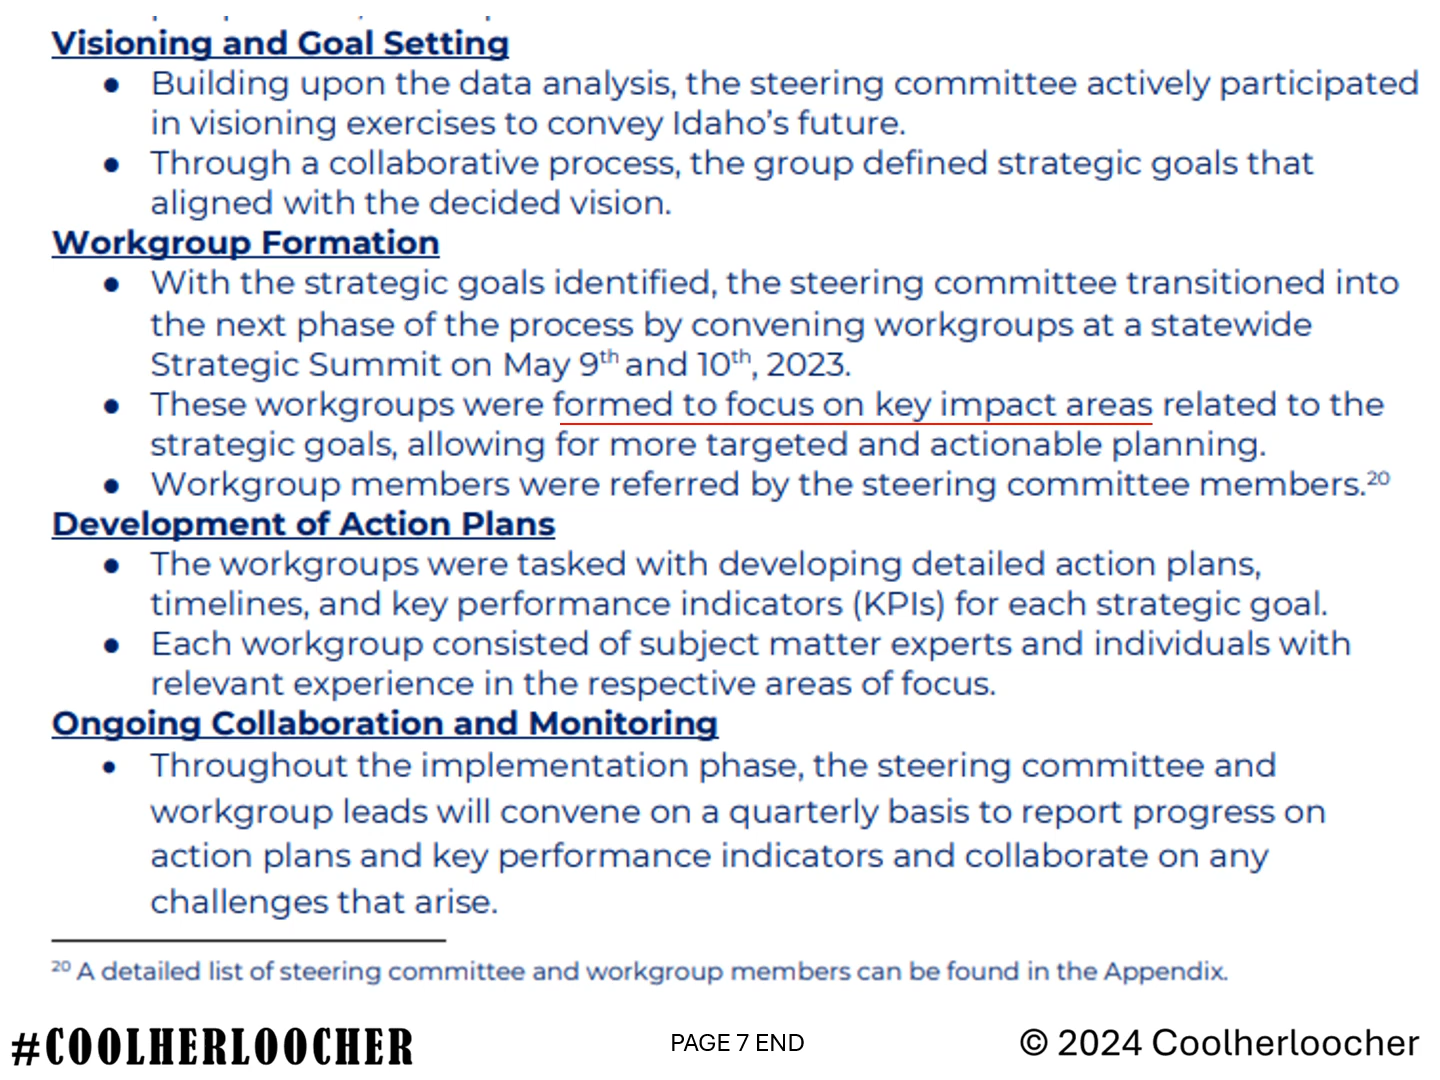 Visioning and Goal Setting
● Building upon the data analysis, the steering committee actively participated
in visioning exercises to convey Idaho’s future.
● Through a collaborative process, the group defined strategic goals that
aligned with the decided vision.
Workgroup Formation
● With the strategic goals identified, the steering committee transitioned into
the next phase of the process by convening workgroups at a statewide
Strategic Summit on May 9th and 10th, 2023.
● These workgroups were formed to focus on key impact areas related to the
strategic goals, allowing for more targeted and actionable planning.
● Workgroup members were referred by the steering committee members.20
Development of Action Plans
● The workgroups were tasked with developing detailed action plans,
timelines, and key performance indicators (KPIs) for each strategic goal.
● Each workgroup consisted of subject matter experts and individuals with
relevant experience in the respective areas of focus.
Ongoing Collaboration and Monitoring
● Throughout the implementation phase, the steering committee and
workgroup leads will convene on a quarterly basis to report progress on
action plans and key performance indicators and collaborate on any
challenges that arise.
20 A detailed list of steering committee and workgroup members can be found in the Appendix.
#COOLHERLOOCHER PAGE 7 END © 2024 Coolherloocher